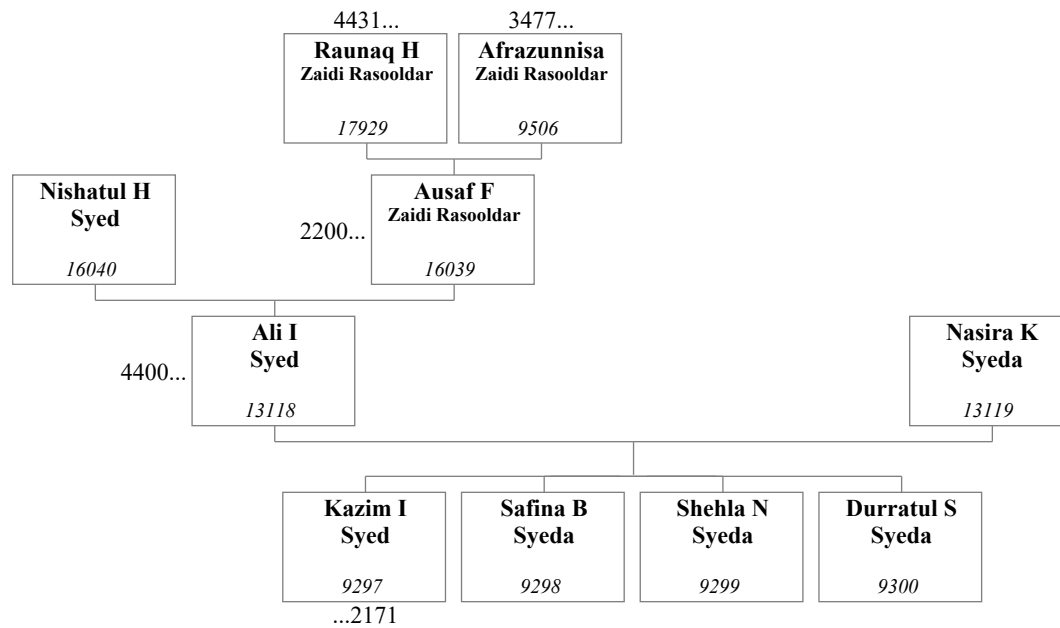 4431...
3477...
Raunaq H
Zaidi Rasooldar
17929
Afrazunnisa
Zaidi Rasooldar
9506
Nishatul H
Syed
16040
2200...
Ausaf F
Zaidi Rasooldar
16039
4400...
Ali I
Syed
13118
Nasira K
Syeda
13119
Kazim I
Syed
9297
...2171
Safina B
Syeda
9298
Shehla N
Syeda
9299
Durratul S
Syeda
9300